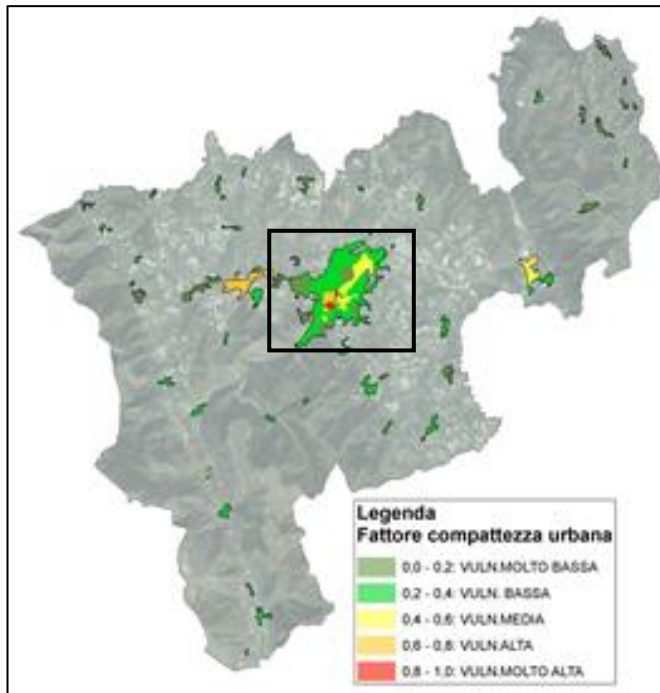 Legenda
Fattore compattezza urbana
0,0 - 0,2: VULN.MOLTO BASSA
0,2 - 0,4: VULN. BASSA
0,4 - 0,6: VULN.MEDIA
0,6 - 0,8: VULN.ALTA
0,8 - 1,0: VULN.MOLTO ALTA